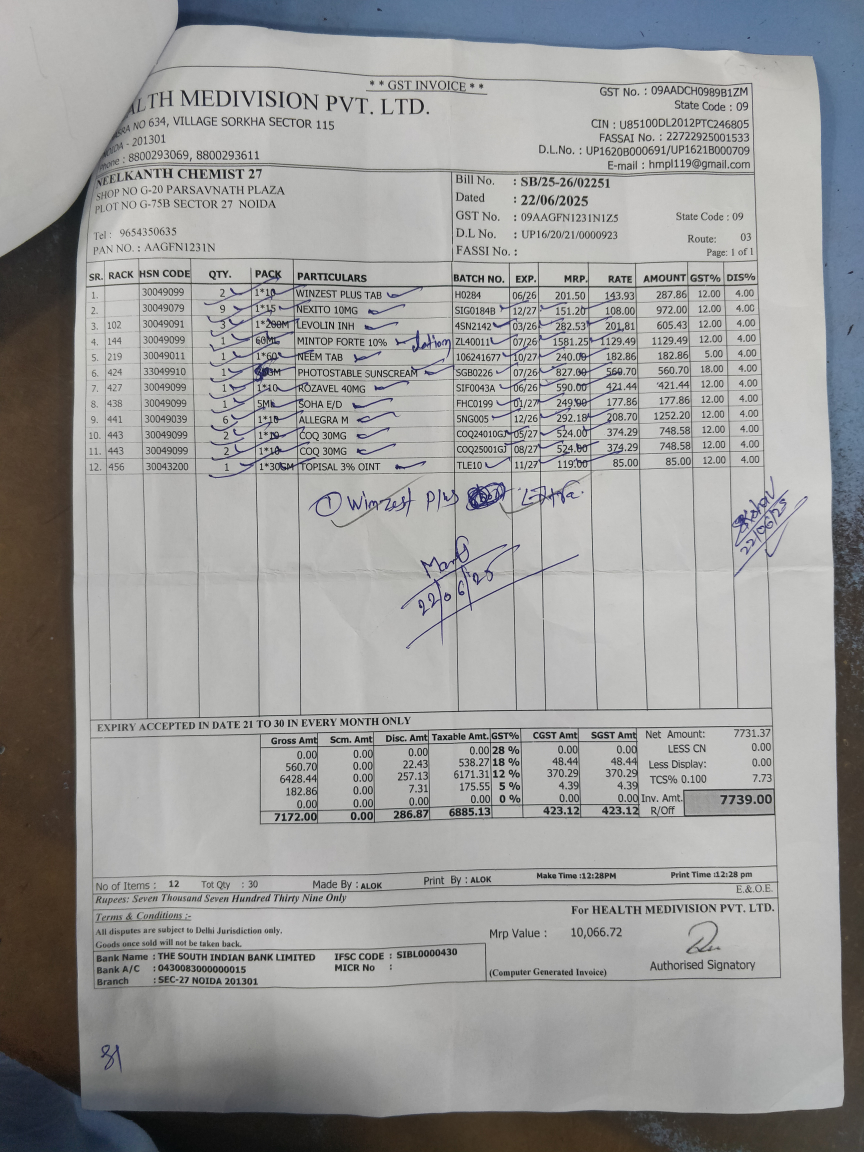 * * GST INVOICE * *
ALTH MEDIVISION PVT. LTD.
NO 634, VILLAGE SORKHA SECTOR 115
- 201301
: 8800293069, 8800293611
GST No. : 09AADCH0989B1ZM
State Code : 09
CIN : U85100DL2012PTC246805
FASSAI No. : 22722925001533
D.L.No. : UP1620B000691/UP1621B000709
E-mail : hmpl119@gmail.com
NEELKANTH CHEMIST 27
SHOP NO G-20 PARSAVNATH PLAZA
PLOT NO G-75B SECTOR 27 NOIDA
Tel : 9654350635
PAN NO. : AAGFN1231N
Bill No. : SB/25-26/02251
Dated : 22/06/2025
GST No. : 09AAGFN1231N1Z5 State Code : 09
D.L No. : UP16/20/21/0000923 Route: 03
FASSI No. : Page: 1 of 1
SR. RACK HSN CODE QTY. PACK PARTICULARS BATCH NO. EXP. MRP. RATE AMOUNT GST% DIS%
1. 30049099 2 1*10 WINZEST PLUS TAB H0284 06/26 201.50 143.93 287.86 12.00 4.00
2. 30049079 9 1*15 NEXITO 10MG SIG0184B 12/27 151.20 108.00 972.00 12.00 4.00
3. 102 30049091 3 1*200M LEVOLIN INH 4SN2142 03/26 282.53 201.81 605.43 12.00 4.00
4. 144 30049099 1 60ML MINTOP FORTE 10% ZL40011 07/26 1581.25 1129.49 1129.49 12.00 4.00
5. 219 30049011 1 1*60 NEEM TAB 106241677 10/27 240.00 182.86 182.86 5.00 4.00
6. 424 33049910 1 GM PHOTOSTABLE SUNSCREAM SGB0226 07/26 827.00 560.70 560.70 18.00 4.00
7. 427 30049099 1 1*10 ROZAVEL 40MG SIF0043A 06/26 590.00 421.44 421.44 12.00 4.00
8. 438 30049099 1 5ML SOHA E/D FHC0199 01/27 249.00 177.86 177.86 12.00 4.00
9. 441 30049039 6 1*10 ALLEGRA M 5NG005 12/26 292.18 208.70 1252.20 12.00 4.00
10. 443 30049099 2 1*10 COQ 30MG COQ24010GJ 05/27 524.00 374.29 748.58 12.00 4.00
11. 443 30049099 2 1*10 COQ 30MG COQ25001GJ 08/27 524.00 374.29 748.58 12.00 4.00
12. 456 30043200 1 1*30GM TOPISAL 3% OINT TLE10 11/27 119.00 85.00 85.00 12.00 4.00
① Winzest Plus Extra.
22/06/25
22/06/25
EXPIRY ACCEPTED IN DATE 21 TO 30 IN EVERY MONTH ONLY
Gross Amt Scm. Amt Disc. Amt Taxable Amt. GST% CGST Amt SGST Amt
0.00 0.00 0.00 0.00 28 % 0.00 0.00
560.70 0.00 22.43 538.27 18 % 48.44 48.44
6428.44 0.00 257.13 6171.31 12 % 370.29 370.29
182.86 0.00 7.31 175.55 5 % 4.39 4.39
0.00 0.00 0.00 0.00 0 % 0.00 0.00
7172.00 0.00 286.87 6885.13 423.12 423.12
Net Amount: 7731.37
LESS CN 0.00
Less Display: 0.00
TCS% 0.100 7.73
Inv. Amt. 7739.00
R/Off
No of Items : 12 Tot Qty : 30 Made By : ALOK Print By : ALOK Make Time :12:28PM Print Time :12:28 pm
E.&.O.E.
Rupees: Seven Thousand Seven Hundred Thirty Nine Only
Terms & Conditions :-
All disputes are subject to Delhi Jurisdiction only.
Goods once sold will not be taken back.
Bank Name : THE SOUTH INDIAN BANK LIMITED IFSC CODE : SIBL0000430
Bank A/C : 0430083000000015 MICR No :
Branch : SEC-27 NOIDA 201301
For HEALTH MEDIVISION PVT. LTD.
Mrp Value : 10,066.72
(Computer Generated Invoice) Authorised Signatory